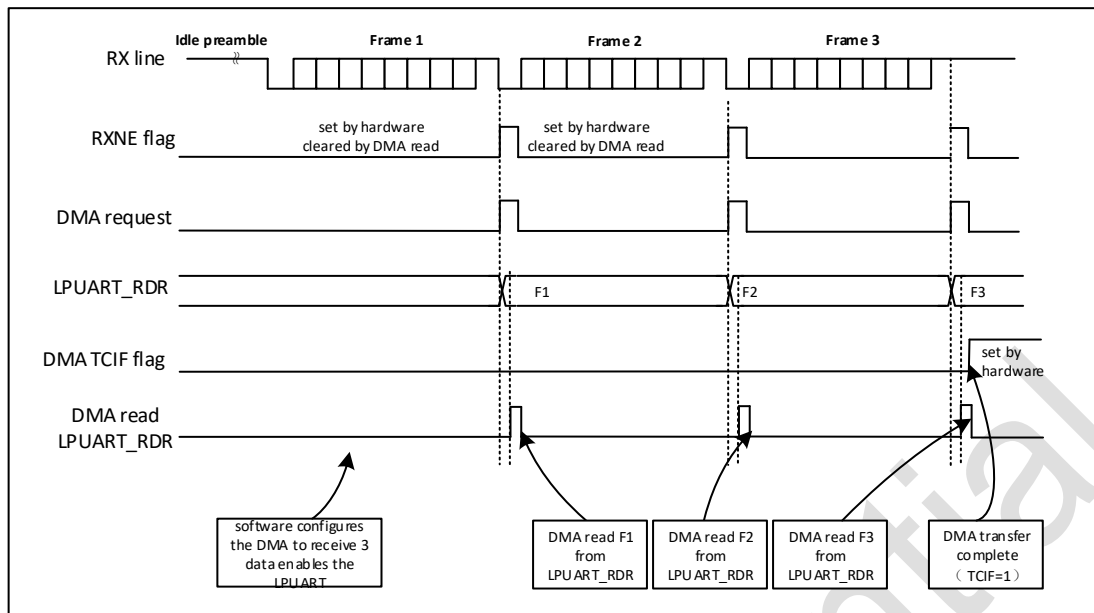 Idle preamble
Frame 1
Frame 2
Frame 3
RX line
RXNE flag
set by hardware
cleared by DMA read
set by hardware
cleared by DMA read
DMA request
LPUART_RDR
F1
F2
F3
DMA TCIF flag
set by
hardware
DMA read
LPUART_RDR
software configures
the DMA to receive 3
data enables the
LPUART
DMA read F1
from
LPUART_RDR
DMA read F2
from
LPUART_RDR
DMA read F3
from
LPUART_RDR
DMA transfer
complete
（ TCIF=1 ）